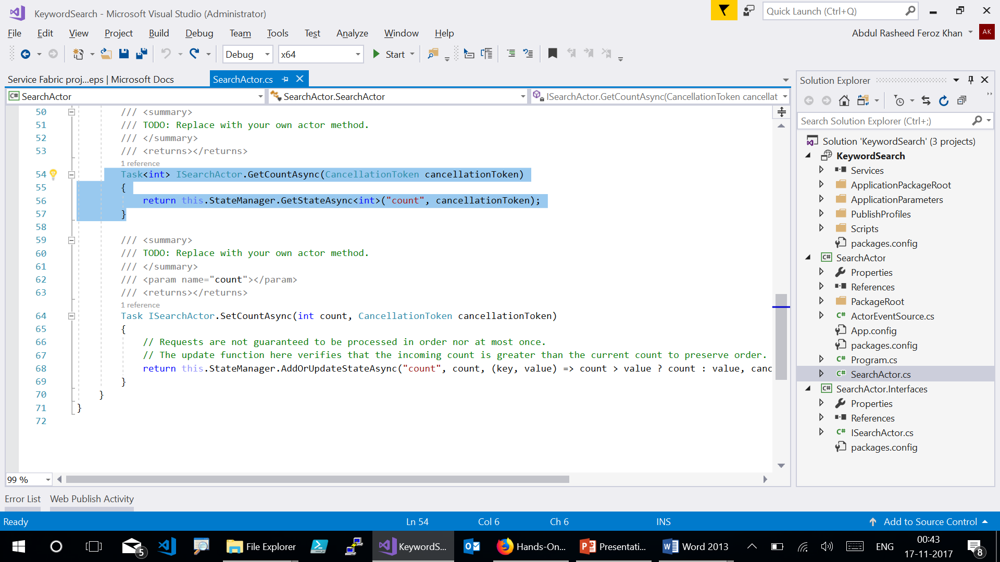 KeywordSearch - Microsoft Visual Studio (Administrator)
Quick Launch (Ctrl+Q)
File Edit View Project Build Debug Team Tools Test Analyze Window Help
Abdul Rasheed Feroz Khan
AK
Debug
x64
Start
Service Fabric proj...eps | Microsoft Docs
SearchActor.cs
SearchActor
SearchActor.SearchActor
ISearchActor.GetCountAsync(CancellationToken cancellat
50 /// <summary>
51 /// TODO: Replace with your own actor method.
52 /// </summary>
53 /// <returns></returns>
1 reference
54 Task<int> ISearchActor.GetCountAsync(CancellationToken cancellationToken)
55 {
56 return this.StateManager.GetStateAsync<int>("count", cancellationToken);
57 }
58
59 /// <summary>
60 /// TODO: Replace with your own actor method.
61 /// </summary>
62 /// <param name="count"></param>
63 /// <returns></returns>
1 reference
64 Task ISearchActor.SetCountAsync(int count, CancellationToken cancellationToken)
65 {
66 // Requests are not guaranteed to be processed in order nor at most once.
67 // The update function here verifies that the incoming count is greater than the current count to preserve order.
68 return this.StateManager.AddOrUpdateStateAsync("count", count, (key, value) => count > value ? count : value, canc
69 }
70 }
71 }
72
99 %
Solution Explorer
Search Solution Explorer (Ctrl+;)
Solution 'KeywordSearch' (3 projects)
KeywordSearch
Services
ApplicationPackageRoot
ApplicationParameters
PublishProfiles
Scripts
packages.config
C# SearchActor
Properties
References
PackageRoot
C# ActorEventSource.cs
App.config
packages.config
C# Program.cs
C# SearchActor.cs
C# SearchActor.Interfaces
Properties
References
C# ISearchActor.cs
packages.config
Error List Web Publish Activity
Ready
Ln 54
Col 6
Ch 6
INS
Add to Source Control
5
File Explorer
KeywordS...
Hands-On...
Presentati...
Word 2013
ENG
00:43
17-11-2017
8